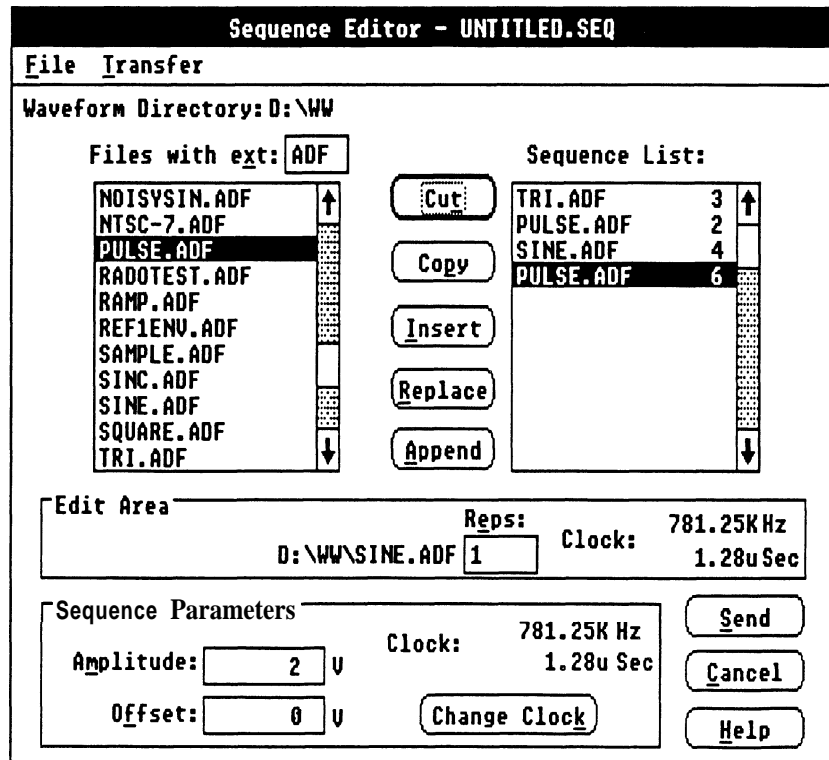 Sequence Editor - UNTITLED.SEQ
File Transfer
Waveform Directory: D:\WW
Files with ext: ADF
NOISYSIN.ADF
NTSC-7.ADF
PULSE.ADF
RADOTEST.ADF
RAMP.ADF
REF1ENV.ADF
SAMPLE.ADF
SINC.ADF
SINE.ADF
SQUARE.ADF
TRI.ADF
Cut
Copy
Insert
Replace
Append
Sequence List:
TRI.ADF 3
PULSE.ADF 2
SINE.ADF 4
PULSE.ADF 6
Edit Area
Reps:
D:\WW\SINE.ADF 1
Clock:
781.25KHz
1.28uSec
Sequence Parameters
Amplitude: 2 V
Offset: 0 V
Clock:
781.25K Hz
1.28u Sec
Change Clock
Send
Cancel
Help